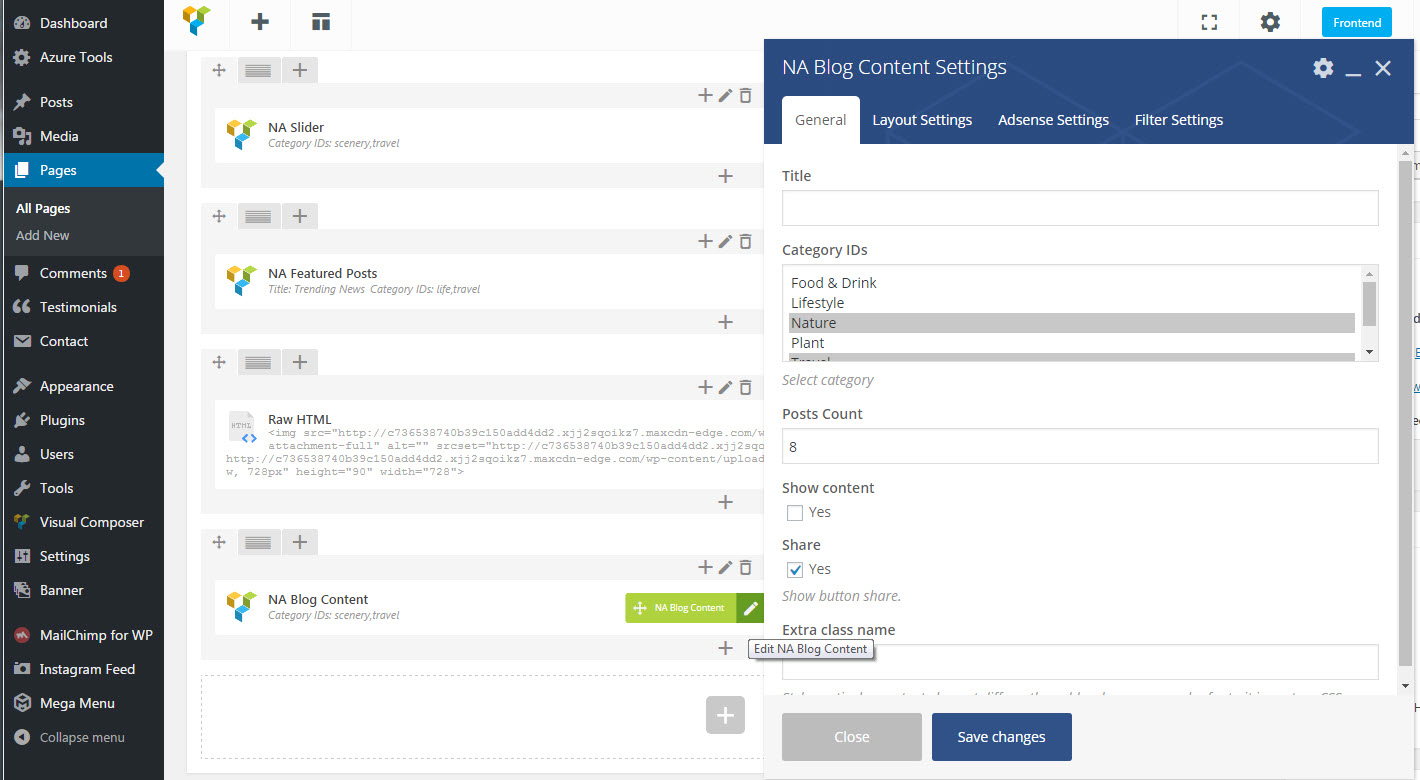 Dashboard
Azure Tools
Posts
Media
Pages
All Pages
Add New
Comments 1
Testimonials
Contact
Appearance
Plugins
Users
Tools
Visual Composer
Settings
Banner
MailChimp for WP
Instagram Feed
Mega Menu
Collapse menu
Frontend
NA Slider
Category IDs: scenery,travel
NA Featured Posts
Title: Trending News Category IDs: life,travel
HTML
Raw HTML
<img src="http://c736538740b39c150add4dd2.xjj2sqoikz7.maxcdn-edge.com/w
attachment-full" alt="" srcset="http://c736538740b39c150add4dd2.xjj2sqo
http://c736538740b39c150add4dd2.xjj2sqoikz7.maxcdn-edge.com/wp-content/upload
w, 728px" height="90" width="728">
NA Blog Content
Category IDs: scenery,travel
NA Blog Content
Edit NA Blog Content
NA Blog Content Settings
General Layout Settings Adsense Settings Filter Settings
Title
Category IDs
Food & Drink
Lifestyle
Nature
Plant
Travel
Select category
Posts Count
8
Show content
Yes
Share
Yes
Show button share.
Extra class name
Close Save changes